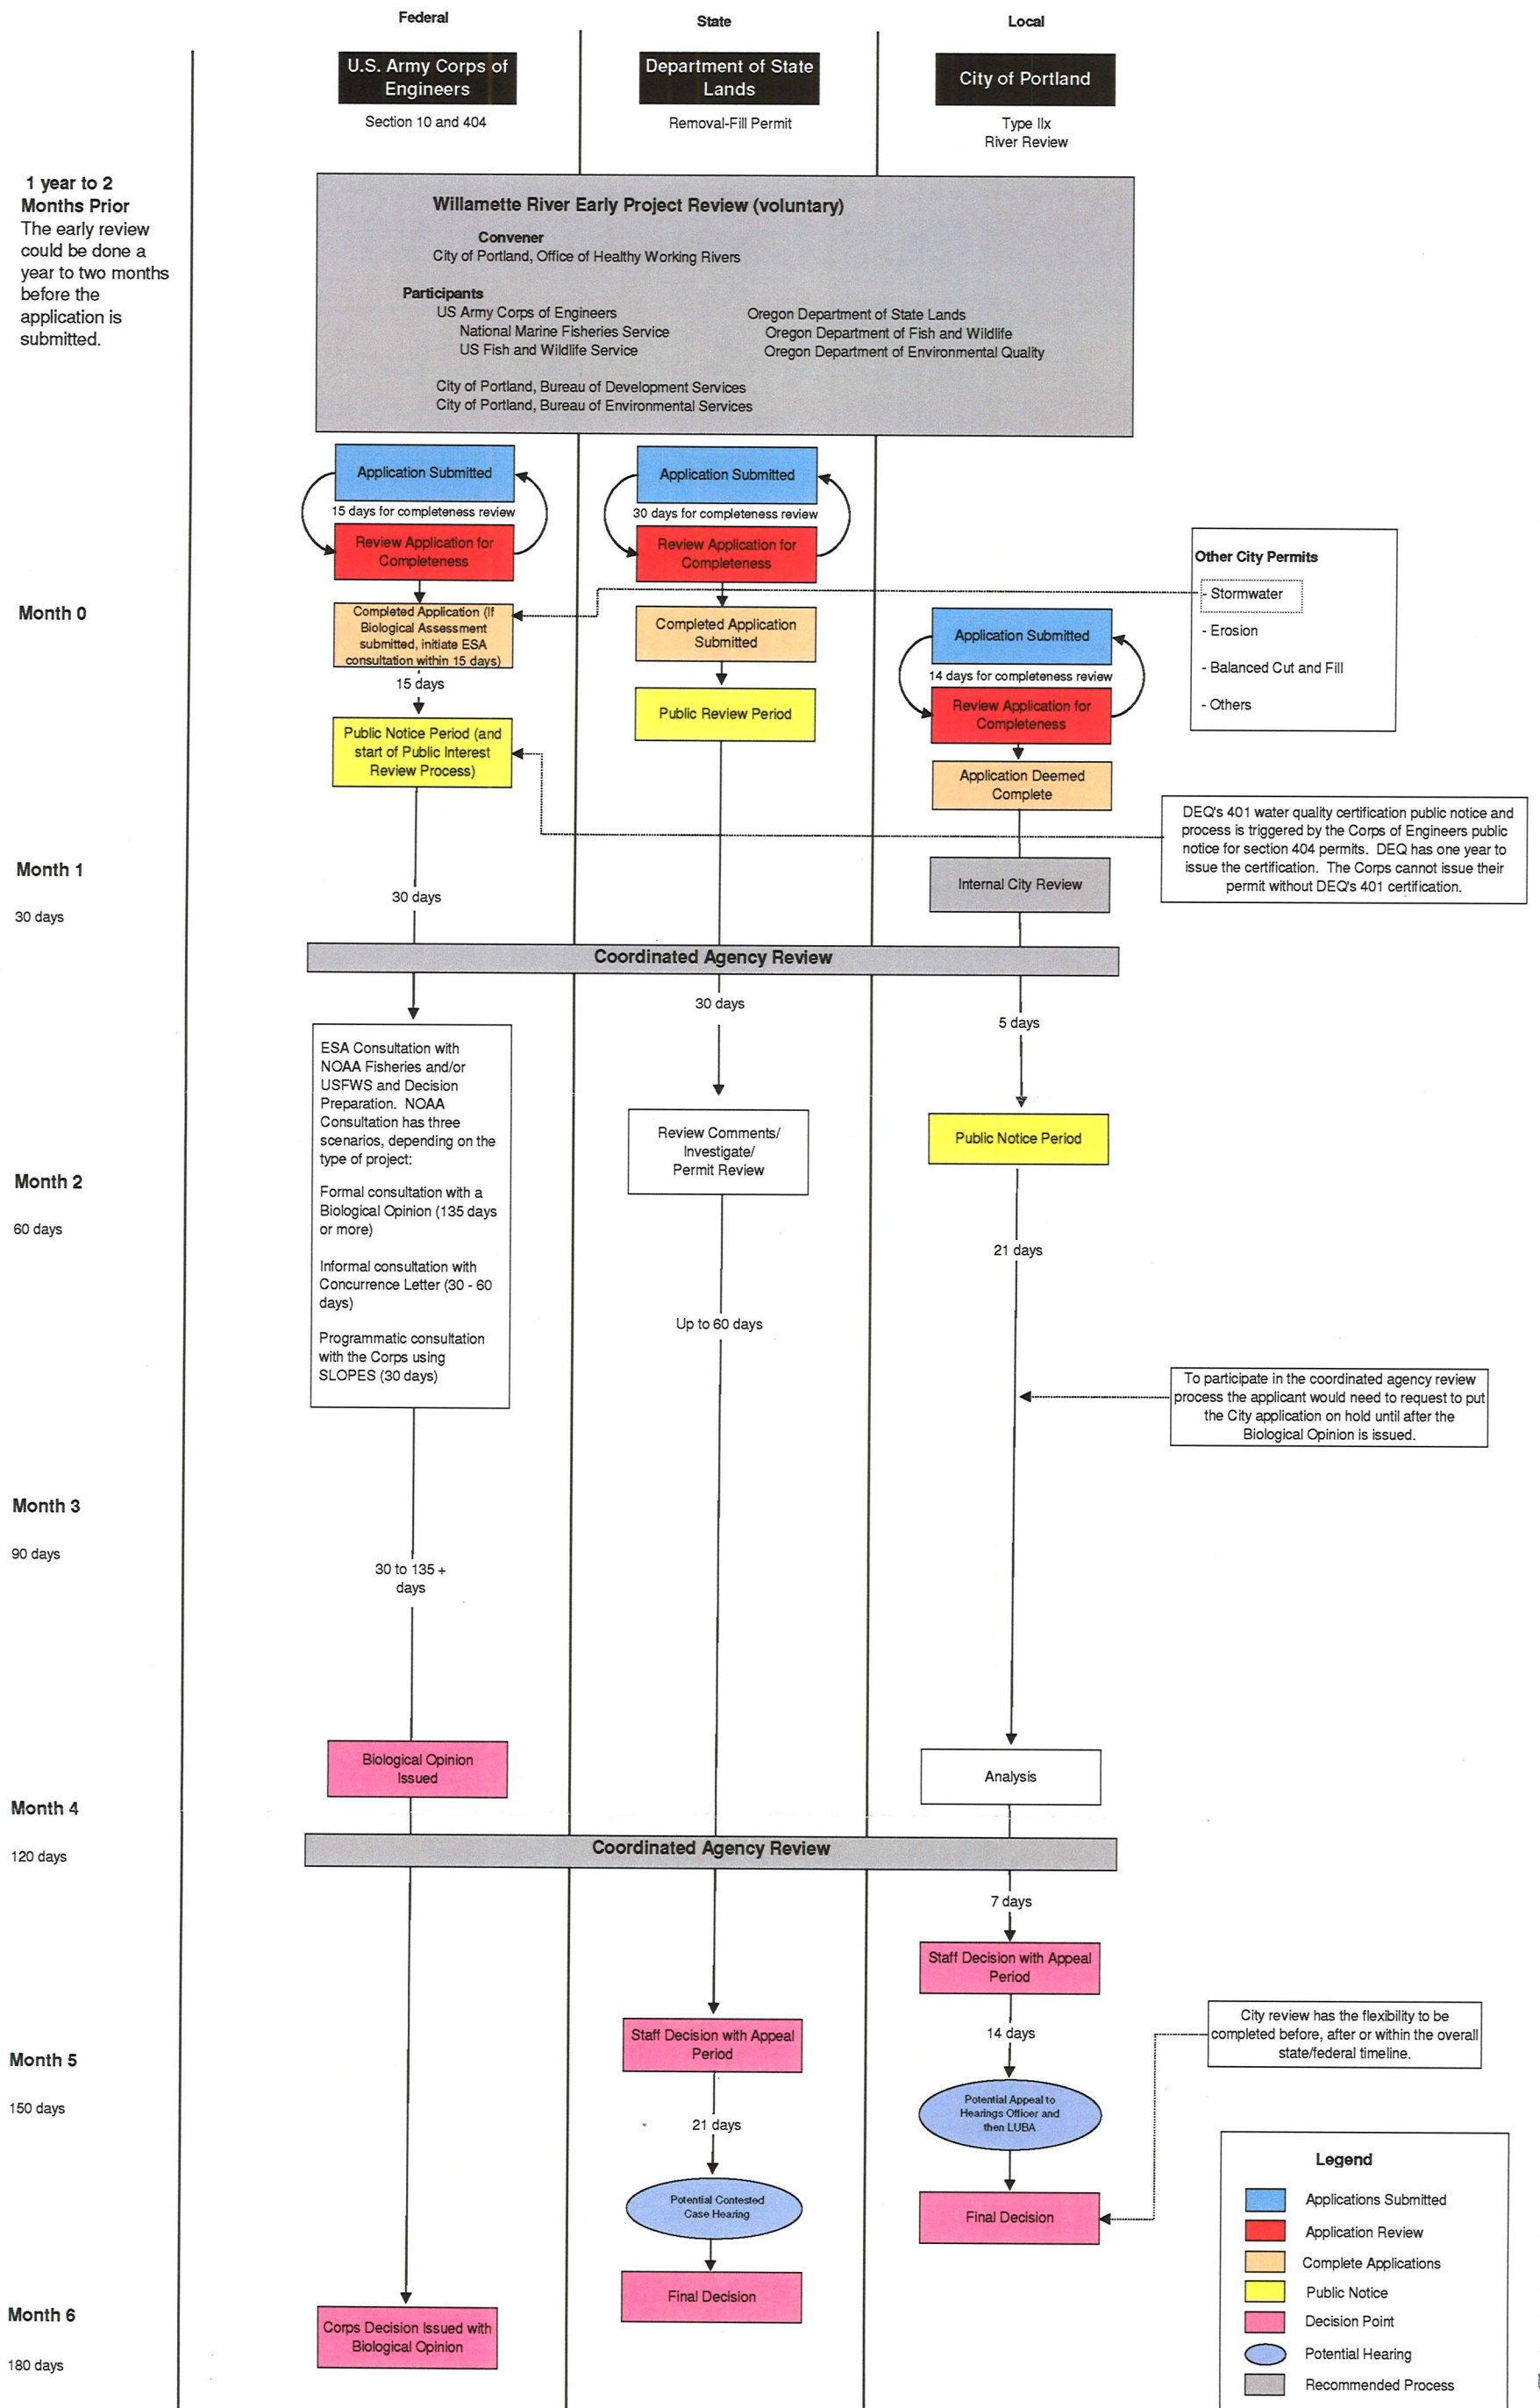 Federal
State
Local
U.S. Army Corps of
Engineers
Department of State
Lands
City of Portland
Section 10 and 404
Removal-Fill Permit
Type IIx
River Review
1 year to 2
Months Prior
The early review
could be done a
year to two months
before the
application is
submitted.
Willamette River Early Project Review (voluntary)
Convener
City of Portland, Office of Healthy Working Rivers
Participants
US Army Corps of Engineers
National Marine Fisheries Service
US Fish and Wildlife Service
Oregon Department of State Lands
Oregon Department of Fish and Wildlife
Oregon Department of Environmental Quality
City of Portland, Bureau of Development Services
City of Portland, Bureau of Environmental Services
Application Submitted
15 days for completeness review
Review Application for
Completeness
Application Submitted
30 days for completeness review
Review Application for
Completeness
Other City Permits
- Stormwater
- Erosion
- Balanced Cut and Fill
- Others
Month 0
Completed Application (If
Biological Assessment
submitted, initiate ESA
consultation within 15 days)
15 days
Completed Application
Submitted
Application Submitted
14 days for completeness review
Review Application for
Completeness
Public Notice Period (and
start of Public Interest
Review Process)
Public Review Period
Application Deemed
Complete
DEQ's 401 water quality certification public notice and
process is triggered by the Corps of Engineers public
notice for section 404 permits. DEQ has one year to
issue the certification. The Corps cannot issue their
permit without DEQ's 401 certification.
Month 1
30 days
30 days
Internal City Review
Coordinated Agency Review
30 days
5 days
ESA Consultation with
NOAA Fisheries and/or
USFWS and Decision
Preparation. NOAA
Consultation has three
scenarios, depending on the
type of project:
Formal consultation with a
Biological Opinion (135 days
or more)
Informal consultation with
Concurrence Letter (30 - 60
days)
Programmatic consultation
with the Corps using
SLOPES (30 days)
Review Comments/
Investigate/
Permit Review
Public Notice Period
Month 2
60 days
21 days
Up to 60 days
To participate in the coordinated agency review
process the applicant would need to request to put
the City application on hold until after the
Biological Opinion is issued.
Month 3
90 days
30 to 135 +
days
Biological Opinion
Issued
Analysis
Month 4
120 days
Coordinated Agency Review
7 days
Staff Decision with Appeal
Period
Staff Decision with Appeal
Period
14 days
City review has the flexibility to be
completed before, after or within the overall
state/federal timeline.
Month 5
150 days
21 days
Potential Appeal to
Hearings Officer and
then LUBA
Potential Contested
Case Hearing
Final Decision
Final Decision
Month 6
180 days
Corps Decision Issued with
Biological Opinion
Legend
Applications Submitted
Application Review
Complete Applications
Public Notice
Decision Point
Potential Hearing
Recommended Process